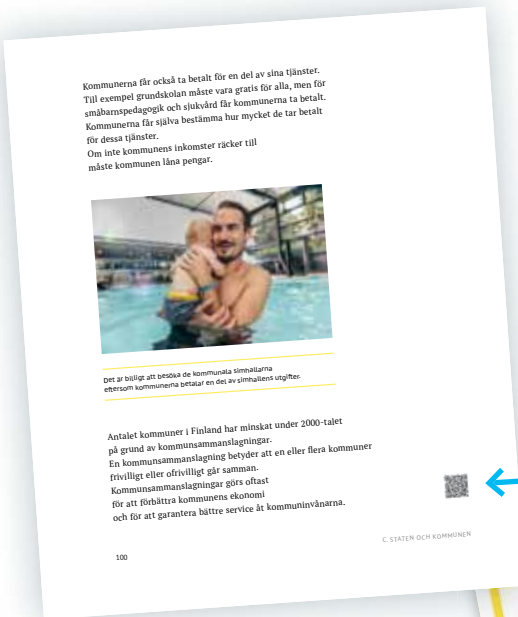 Kommunerna får också ta betalt för en del av sina tjänster.
Till exempel grundskolan måste vara gratis för alla, men för
småbarnspedagogik och sjukvård får kommunerna ta betalt.
Kommunerna får själva bestämma hur mycket de tar betalt
för dessa tjänster.
Om inte kommunens inkomster räcker till
måste kommunen låna pengar.
Det är billigt att besöka de kommunala simhallarna
eftersom kommunerna betalar en del av simhallens utgifter.
Antalet kommuner i Finland har minskat under 2000-talet
på grund av kommunsammanslagningar.
En kommunsammanslagning betyder att en eller flera kommuner
frivilligt eller ofrivilligt går samman.
Kommunsammanslagningar görs oftast
för att förbättra kommunens ekonomi
och för att garantera bättre service åt kommuninvånarna.
100
C. STATEN OCH KOMMUNEN